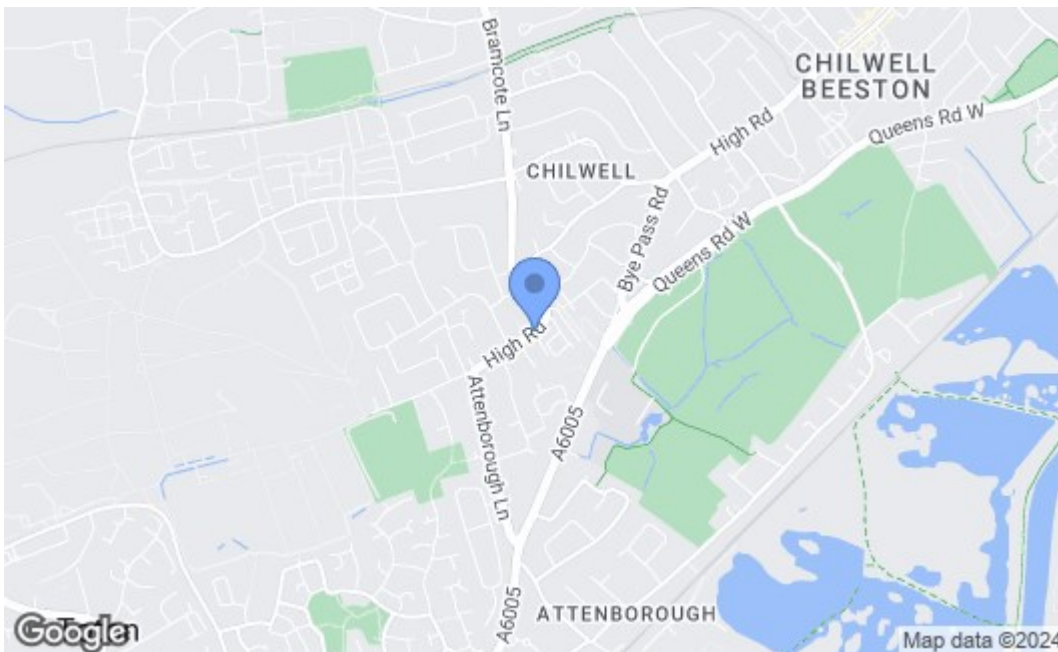 Bramcote Ln
CHILWELL
BEESTON
High Rd
Queens Rd W
CHILWELL
Bye Pass Rd
Queens Rd W
High Rd
Attenborough Ln
A6005
A6005
ATTENBOROUGH
Google
Map data ©2024